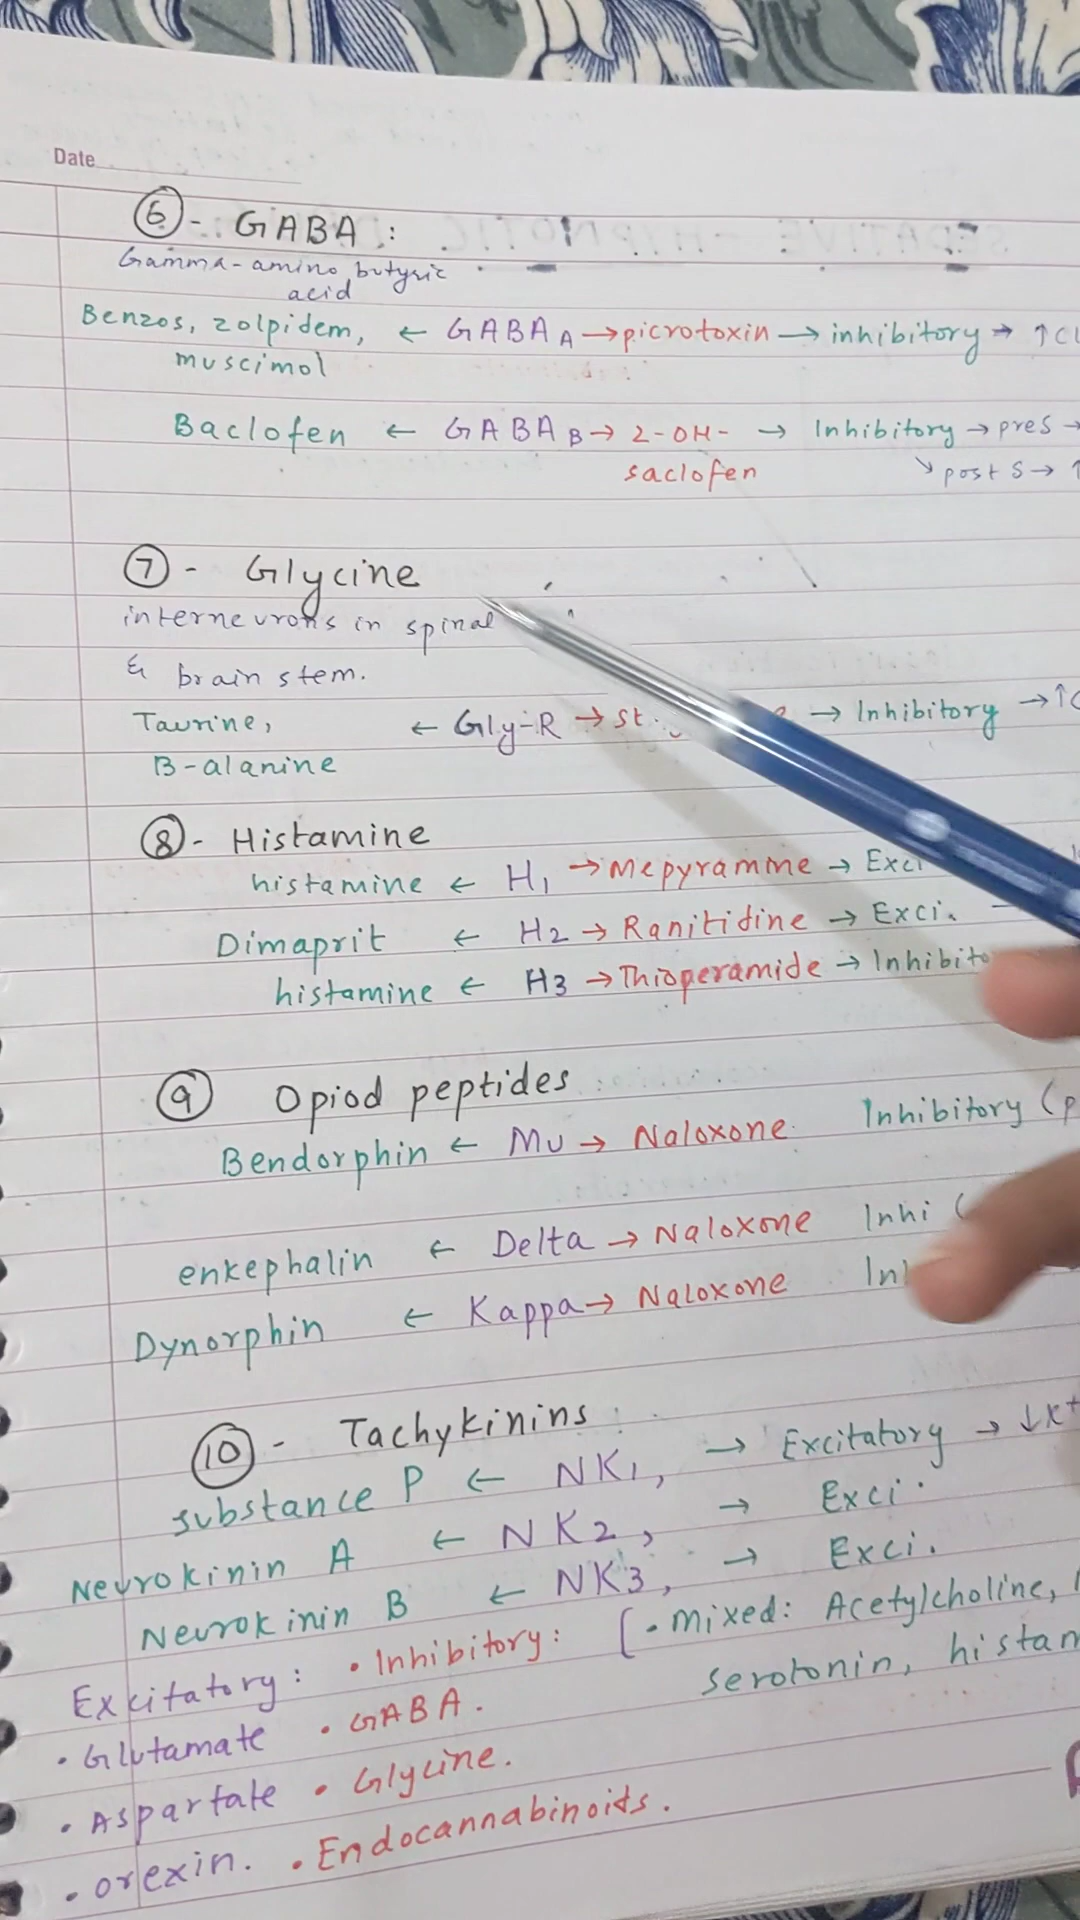 Date
⑥ - GABA :
Gamma-amino butyric
acid
Benzos, zolpidem, ← GABA A → picrotoxin → inhibitory → ↑Cl
muscimol
Baclofen ← GABA B → 2-OH- → Inhibitory → pres →
saclofen ↘ post S → ↑
⑦ - Glycine
interneurons in spinal
& brain stem.
Taurine, ← Gly-R → → Inhibitory → ↑
B-alanine
⑧ - Histamine
histamine ← H1 → Mepyramine → Exci
Dimaprit ← H2 → Ranitidine → Exci.
histamine ← H3 → Thioperamide → Inhibito
⑨ Opiod peptides
Bendorphin ← Mu → Naloxone Inhibitory (p
enkephalin ← Delta → Naloxone Inhi (
Dynorphin ← Kappa → Naloxone In
⑩ - Tachykinins
substance P ← NK1, → Excitatory → ↓K+
Neurokinin A ← NK2, → Exci.
Neurokinin B ← NK3, → Exci.
Excitatory : • Inhibitory : [ • Mixed: Acetylcholine,
• Glutamate • GABA. serotonin, histam
• Aspartate • Glycine.
• orexin. • Endocannabinoids.